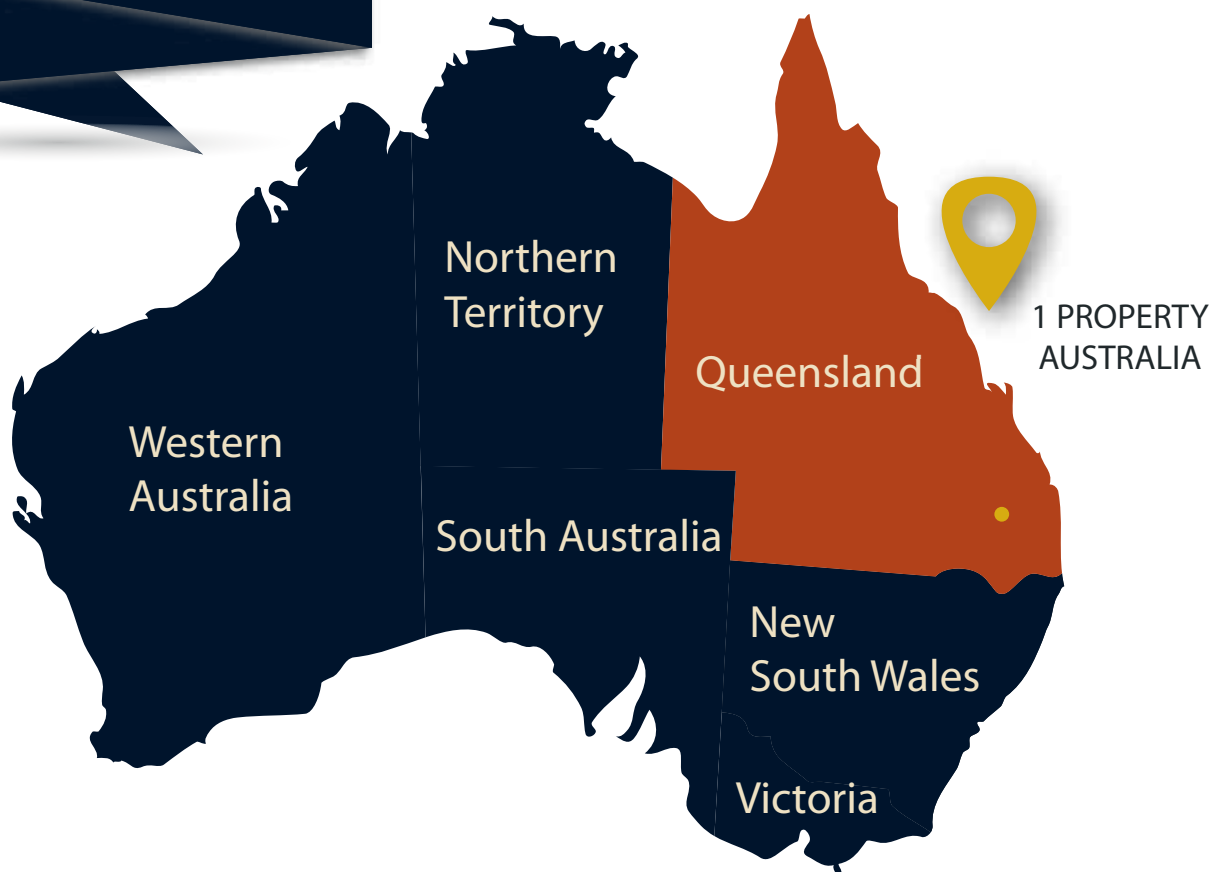 Northern
Territory
1 PROPERTY
AUSTRALIA
Queensland
Western
Australia
South Australia
New
South Wales
Victoria